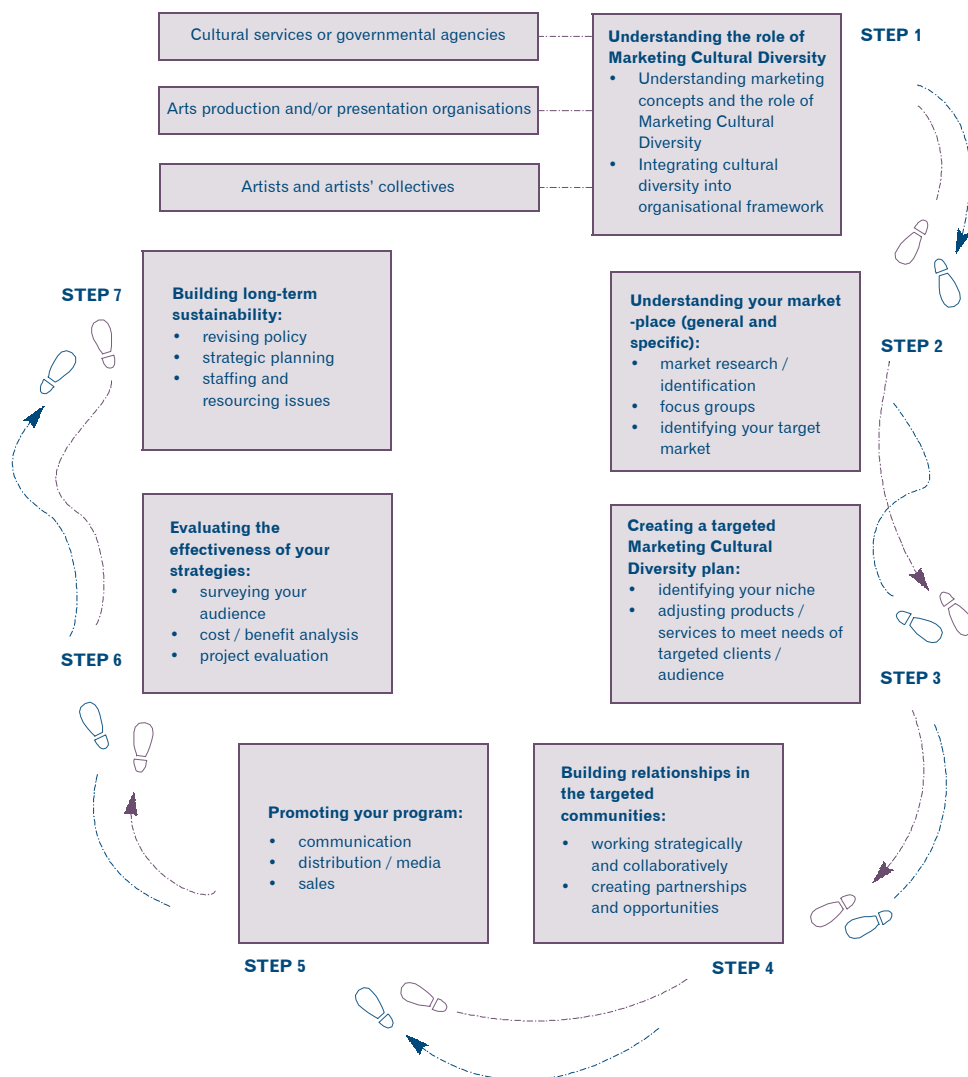 Cultural services or governmental agencies
Arts production and/or presentation organisations
Artists and artists' collectives
STEP 1
Understanding the role of
Marketing Cultural Diversity
• Understanding marketing
concepts and the role of
Marketing Cultural
Diversity
• Integrating cultural
diversity into
organisational framework
STEP 2
Understanding your market
-place (general and
specific):
• market research /
identification
• focus groups
• identifying your target
market
STEP 3
Creating a targeted
Marketing Cultural
Diversity plan:
• identifying your niche
• adjusting products /
services to meet needs of
targeted clients /
audience
STEP 4
Building relationships in
the targeted
communities:
• working strategically
and collaboratively
• creating partnerships
and opportunities
STEP 5
Promoting your program:
• communication
• distribution / media
• sales
STEP 6
Evaluating the
effectiveness of your
strategies:
• surveying your
audience
• cost / benefit analysis
• project evaluation
STEP 7
Building long-term
sustainability:
• revising policy
• strategic planning
• staffing and
resourcing issues